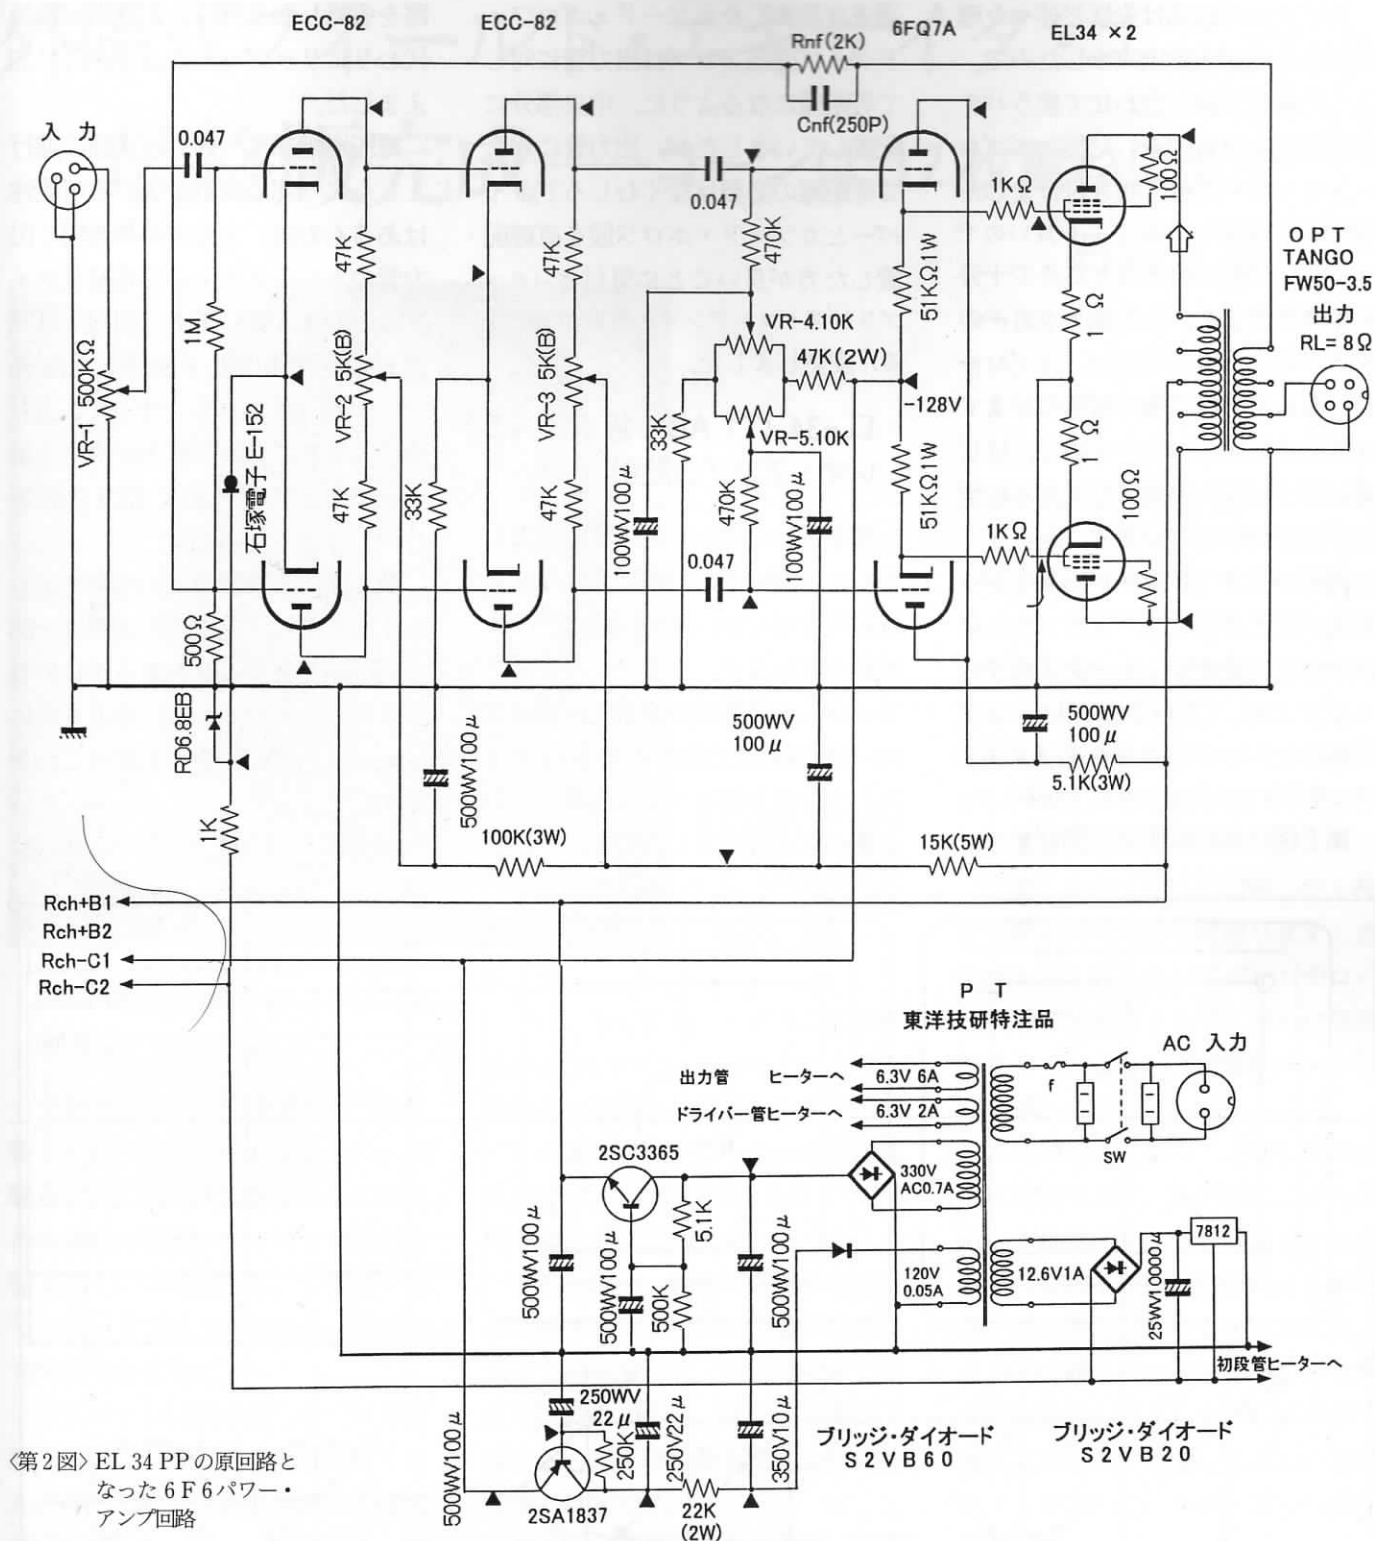 ECC-82
ECC-82
6FQ7A
EL34 ×2
Rnf(2K)
Cnf(250P)
入 力
0.047
0.047
1KΩ
100Ω
OPT
TANGO
FW50-3.5
出力
RL= 8Ω
47K
47K
470K
51KΩ1W
1 Ω
VR-1 500KΩ
1M
石塚電子 E-152
VR-2 5K(B)
VR-3 5K(B)
VR-4.10K
47K(2W)
-128V
33K
VR-5.10K
1 Ω
47K
33K
47K
100WV100μ
470K
100WV100μ
51KΩ1W
100Ω
1KΩ
0.047
500Ω
RD6.8EB
500WV100μ
500WV
100μ
500WV
100μ
5.1K(3W)
1K
100K(3W)
15K(5W)
Rch+B1
Rch+B2
Rch-C1
Rch-C2
P T
東洋技研特注品
AC 入力
出力管 ヒーターへ
6.3V 6A
f
ドライバー管ヒーターへ
6.3V 2A
SW
2SC3365
330V
AC0.7A
5.1K
7812
500WV100μ
500WV100μ
500K
500WV100μ
120V
0.05A
12.6V1A
25WV10000μ
初段管ヒーターへ
250WV
22μ
500WV100μ
250K
250V22μ
350V10μ
ブリッジ・ダイオード
S2VB60
ブリッジ・ダイオード
S2VB20
2SA1837
22K
(2W)
〈第2図〉EL 34 PP の原回路と
なった 6 F 6 パワー・
アンプ回路